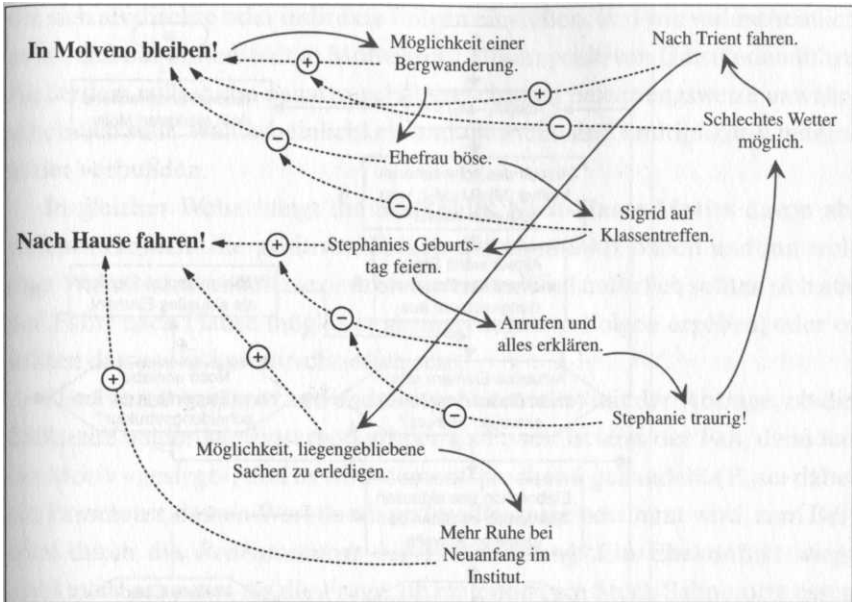 In Molveno bleiben!
Möglichkeit einer
Bergwanderung.
Nach Trient fahren.
+
+
−
Schlechtes Wetter
möglich.
−
Ehefrau böse.
−
Sigrid auf
Klassentreffen.
Nach Hause fahren!
+
Stephanies Geburts-
tag feiern.
−
Anrufen und
alles erklären.
+
+
−
Stephanie traurig!
Möglichkeit, liegengebliebene
Sachen zu erledigen.
Mehr Ruhe bei
Neuanfang im
Institut.